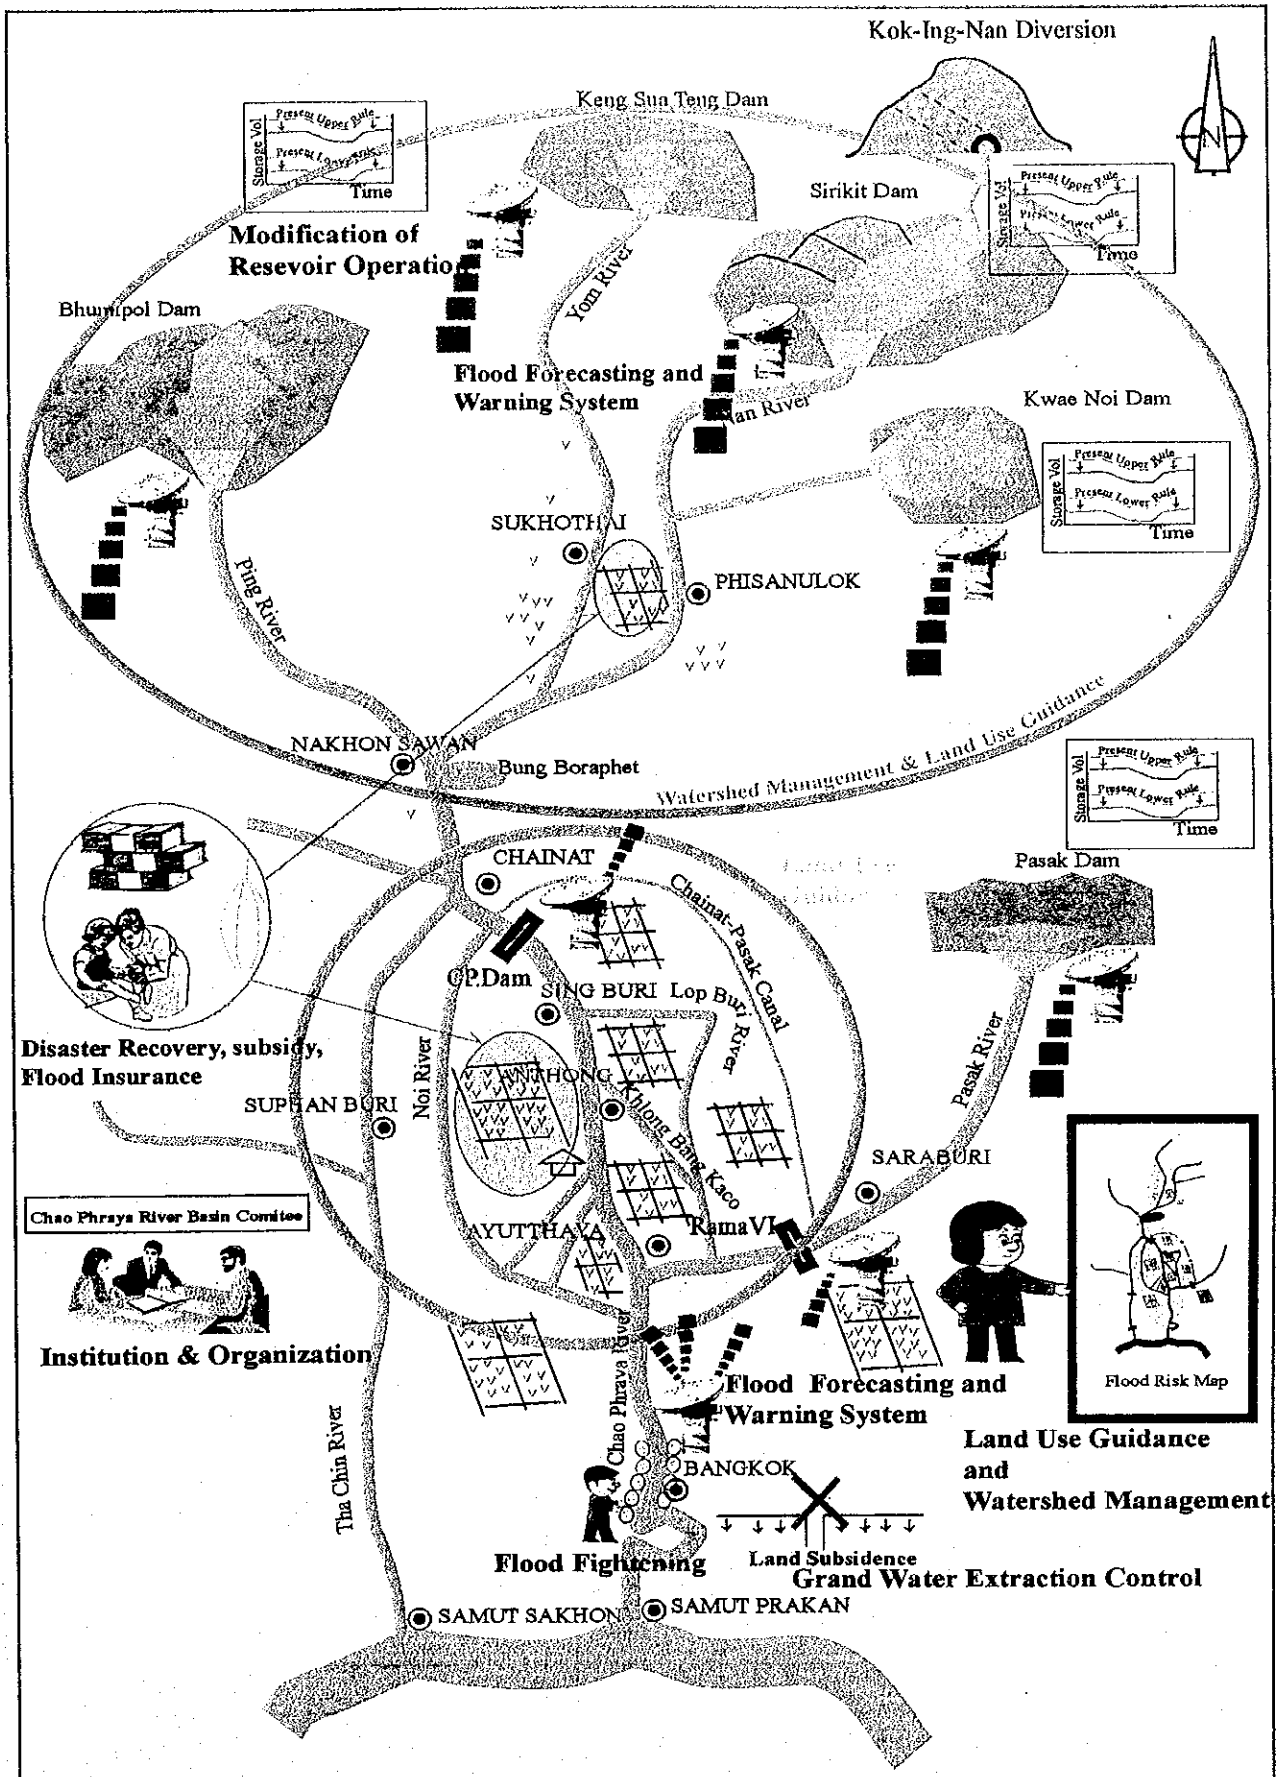 Kok-Ing-Nan Diversion
Keng Sua Teng Dam
N
Present Upper Rule
Storage Vol
Time
Sirikit Dam
Present Upper Rule
Present Lower Rule
Storage Vol
Time
Modification of
Resevoir Operation
Yom River
Bhumipol Dam
Flood Forecasting and
Warning System
Nan River
Kwae Noi Dam
Present Upper Rule
Present Lower Rule
Storage Vol
Time
SUKHOTHAI
PHISANULOK
Ping River
NAKHON SAWAN
Bung Boraphet
Watershed Management & Land Use Guidance
Present Upper Rule
Present Lower Rule
Storage Vol
Time
CHAINAT
Pasak Dam
Chainat-Pasak Canal
CP.Dam
SING BURI
Lop Buri River
Pasak River
Disaster Recovery, subsidy,
Flood Insurance
Noi River
ANTHONG
SUPHAN BURI
Khlong Bang Kaeo
SARABURI
Chao Phraya River Basin Comitee
AYUTTHAYA
Rama VI
Institution & Organization
Chao Phraya River
Flood Risk Map
Flood Forecasting and
Warning System
Land Use Guidance
and
Watershed Management
Tha Chin River
BANGKOK
Flood Fightening
Land Subsidence
Grand Water Extraction Control
SAMUT SAKHON
SAMUT PRAKAN